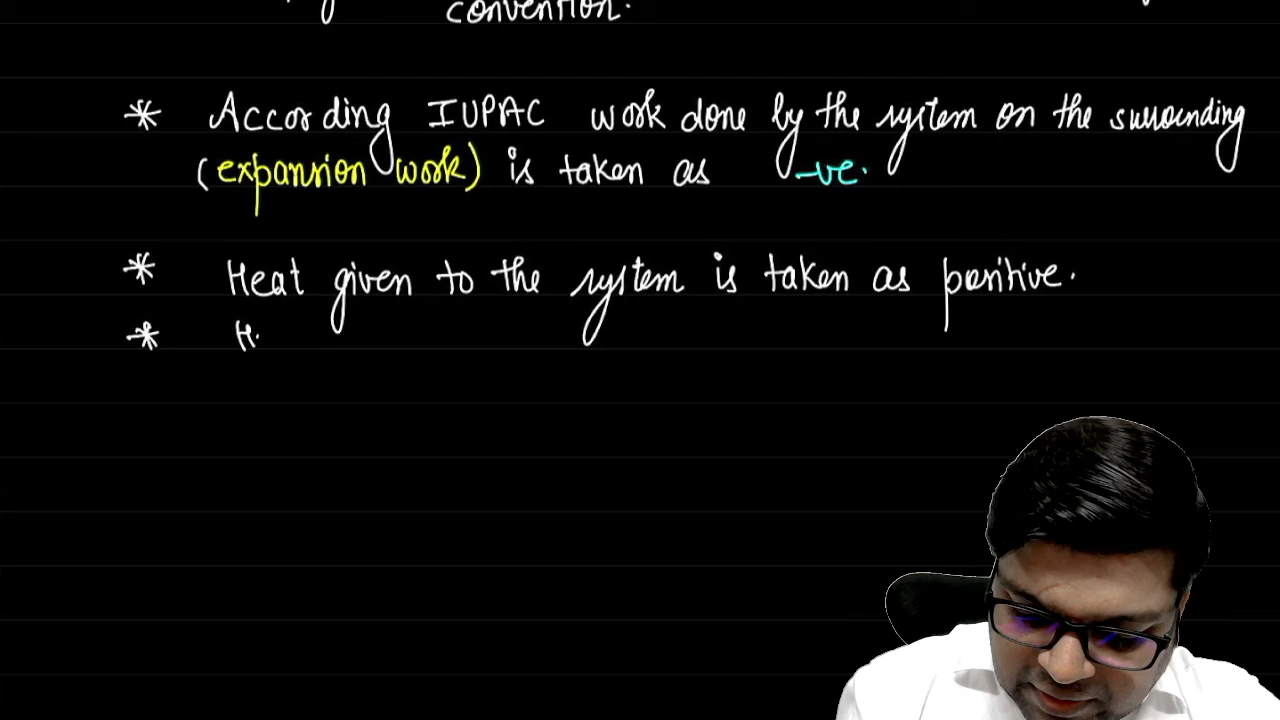 convention.
* According IUPAC work done by the system on the surrounding
(expansion work) is taken as -ve.
* Heat given to the system is taken as positive.
* H.